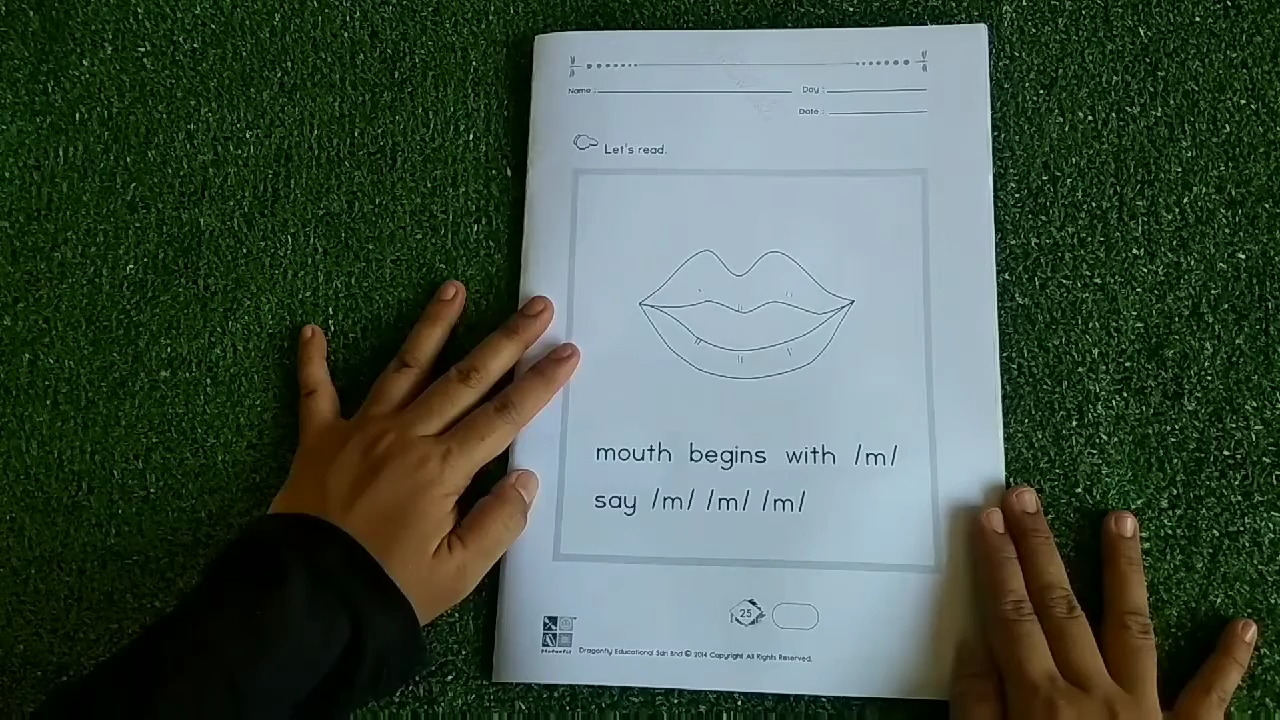 Name :
Day :
Date :
Let's read.
mouth begins with /m/
say /m/ /m/ /m/
25
Dragonfly Educational Sdn Bhd © 2014 Copyright All Rights Reserved.